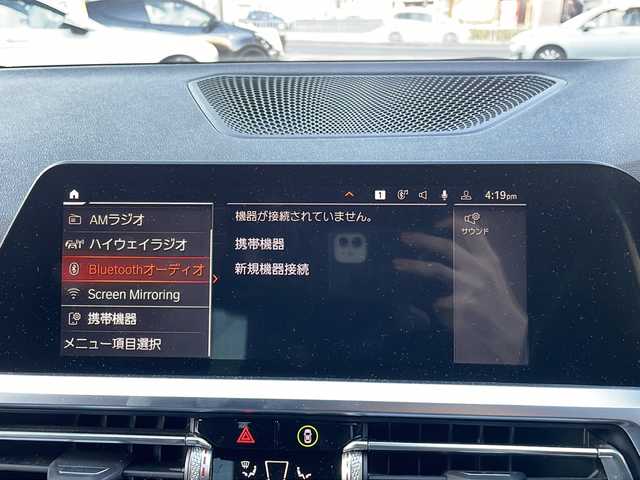 1
4:19pm
AMラジオ
ハイウェイラジオ
Bluetoothオーディオ
Screen Mirroring
携帯機器
メニュー項目選択
機器が接続されていません。
携帯機器
新規機器接続
サウンド